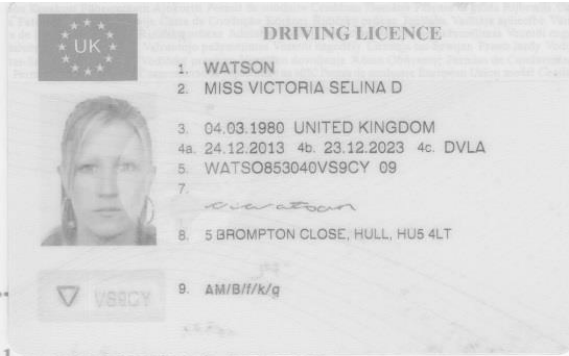 UK
DRIVING LICENCE
1. WATSON
2. MISS VICTORIA SELINA D
3. 04.03.1980 UNITED KINGDOM
4a. 24.12.2013 4b. 23.12.2023 4c. DVLA
5. WATSO853040VS9CY 09
7.
8. 5 BROMPTON CLOSE, HULL, HU5 4LT
9. AM/B/f/k/q
VS9CY